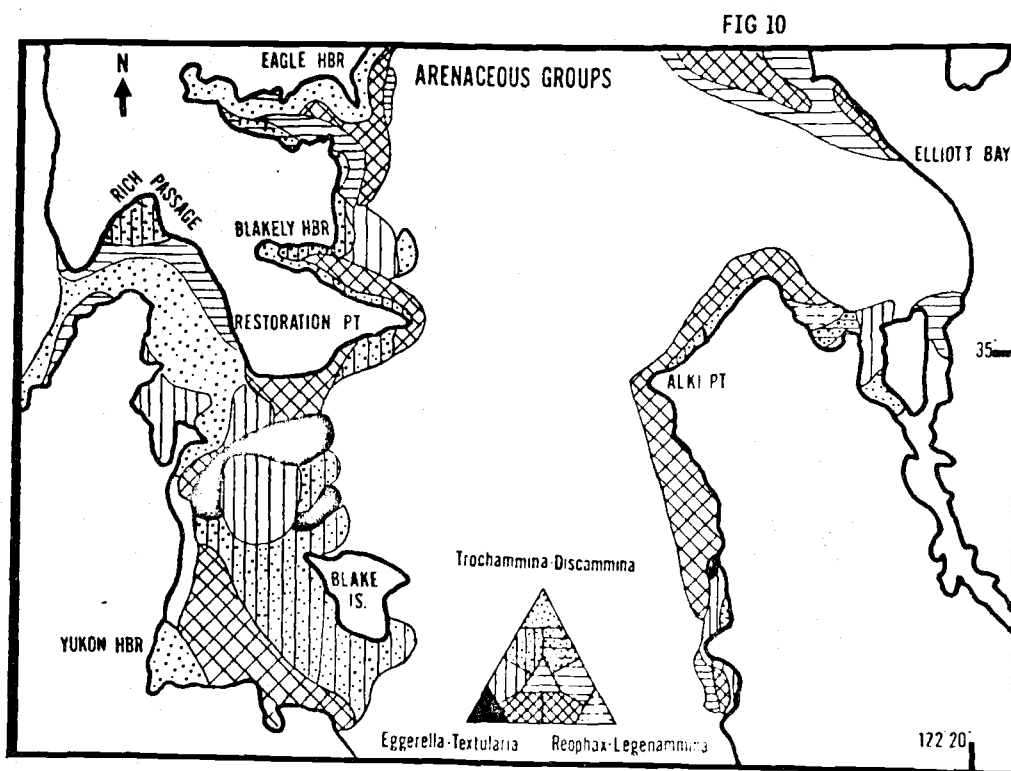 FIG 10
N
EAGLE HBR
ARENACEOUS GROUPS
ELLIOTT BAY
RICH PASSAGE
BLAKELY HBR
RESTORATION PT
35'
ALKI PT
Trochammina-Discammina
BLAKE
IS.
YUKON HBR
Eggerella-Textularia
Reophax-Legenammina
122 20'